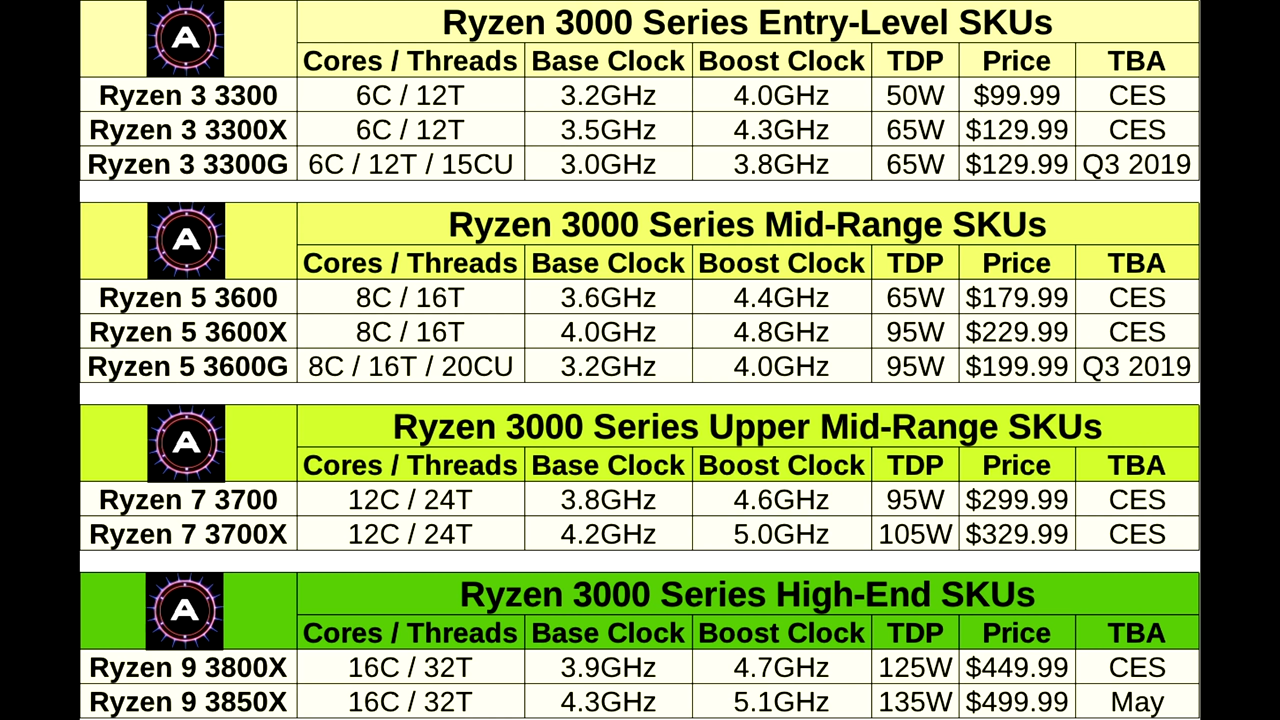 A
Ryzen 3000 Series Entry-Level SKUs
Cores / Threads Base Clock Boost Clock TDP Price TBA
Ryzen 3 3300 6C / 12T 3.2GHz 4.0GHz 50W $99.99 CES
Ryzen 3 3300X 6C / 12T 3.5GHz 4.3GHz 65W $129.99 CES
Ryzen 3 3300G 6C / 12T / 15CU 3.0GHz 3.8GHz 65W $129.99 Q3 2019
A
Ryzen 3000 Series Mid-Range SKUs
Cores / Threads Base Clock Boost Clock TDP Price TBA
Ryzen 5 3600 8C / 16T 3.6GHz 4.4GHz 65W $179.99 CES
Ryzen 5 3600X 8C / 16T 4.0GHz 4.8GHz 95W $229.99 CES
Ryzen 5 3600G 8C / 16T / 20CU 3.2GHz 4.0GHz 95W $199.99 Q3 2019
A
Ryzen 3000 Series Upper Mid-Range SKUs
Cores / Threads Base Clock Boost Clock TDP Price TBA
Ryzen 7 3700 12C / 24T 3.8GHz 4.6GHz 95W $299.99 CES
Ryzen 7 3700X 12C / 24T 4.2GHz 5.0GHz 105W $329.99 CES
A
Ryzen 3000 Series High-End SKUs
Cores / Threads Base Clock Boost Clock TDP Price TBA
Ryzen 9 3800X 16C / 32T 3.9GHz 4.7GHz 125W $449.99 CES
Ryzen 9 3850X 16C / 32T 4.3GHz 5.1GHz 135W $499.99 May